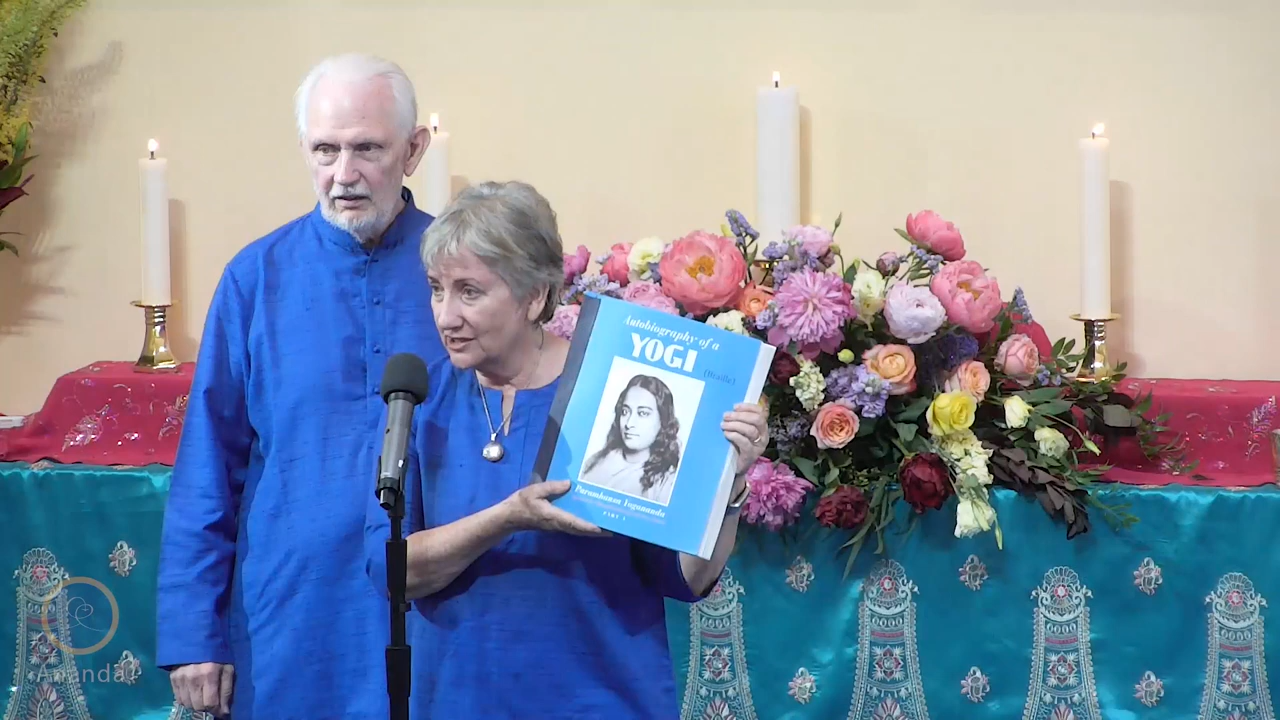 Autobiography of a
YOGI
(Braille)
Paramhansa Yogananda
PART 1
Ananda